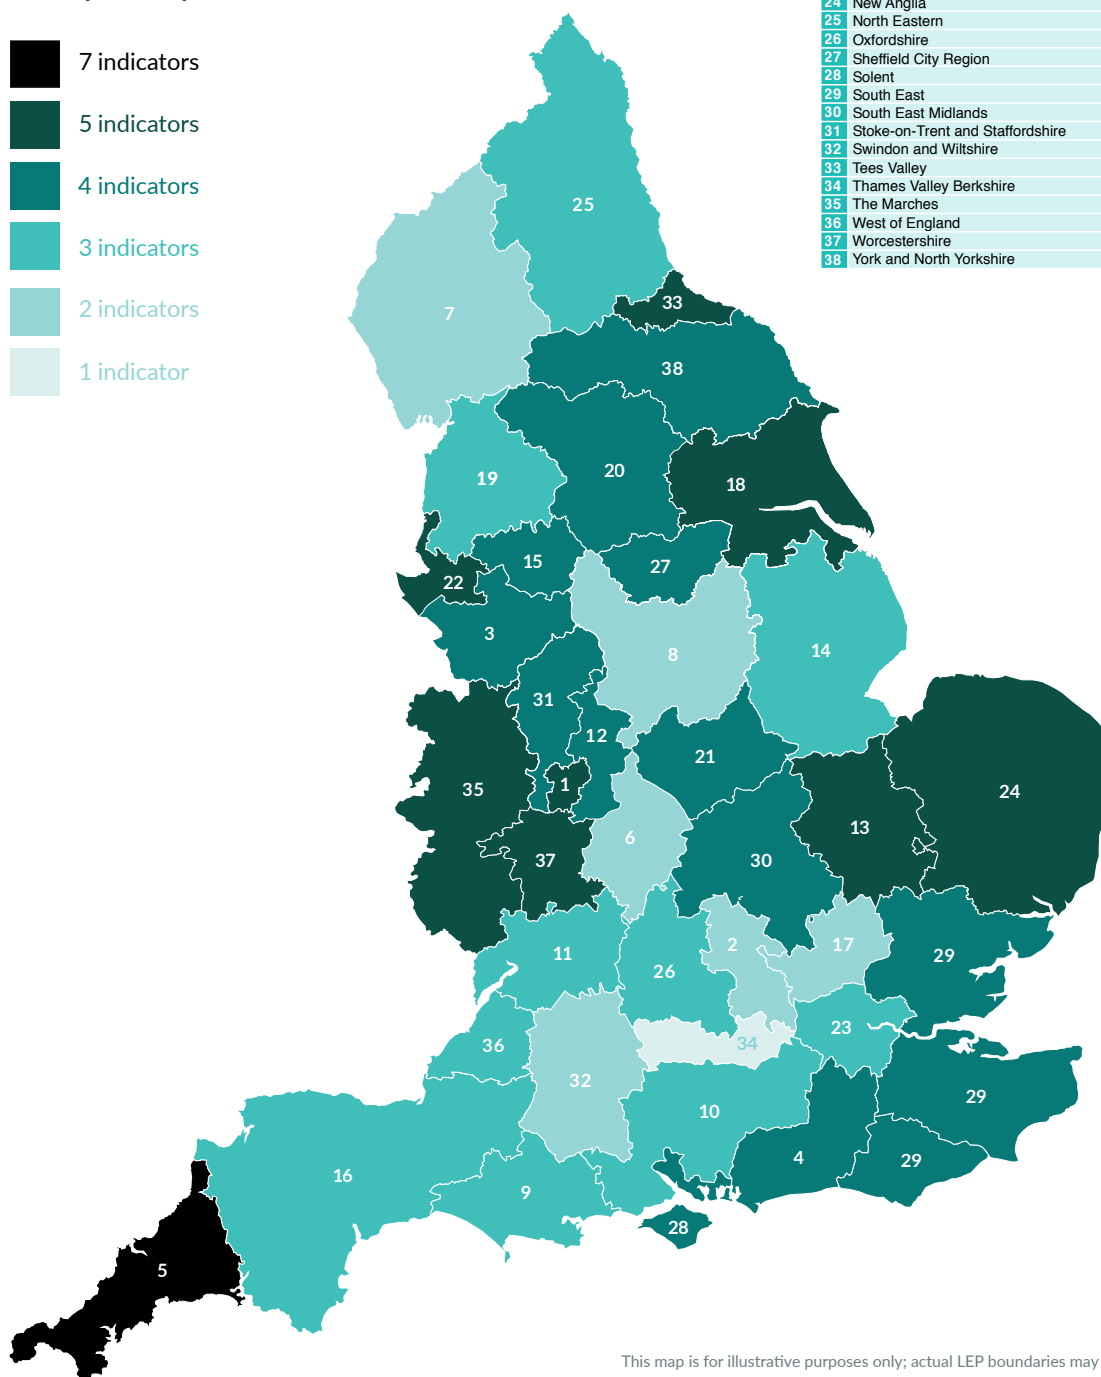 7 indicators
5 indicators
4 indicators
3 indicators
2 indicators
1 indicator
24 New Anglia
25 North Eastern
26 Oxfordshire
27 Sheffield City Region
28 Solent
29 South East
30 South East Midlands
31 Stoke-on-Trent and Staffordshire
32 Swindon and Wiltshire
33 Tees Valley
34 Thames Valley Berkshire
35 The Marches
36 West of England
37 Worcestershire
38 York and North Yorkshire
25
7
33
38
19
20
18
15
27
22
3
8
14
31
12
21
35
1
24
6
13
37
30
11
2
17
29
26
23
36
34
32
10
29
4
29
16
9
28
5
This map is for illustrative purposes only; actual LEP boundaries may